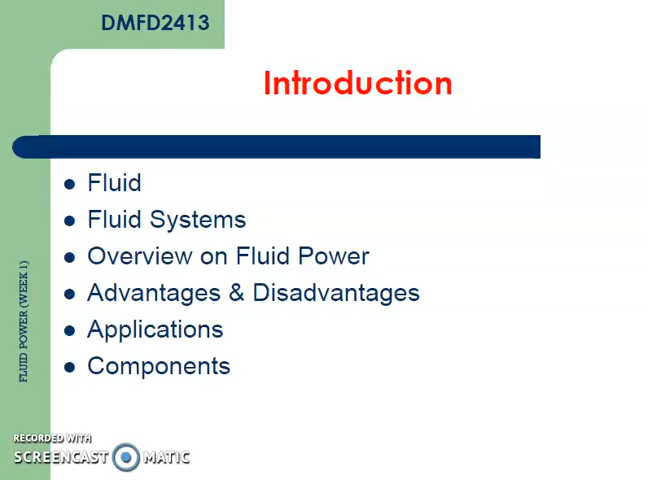 DMFD2413
Introduction
Fluid
Fluid Systems
Overview on Fluid Power
Advantages & Disadvantages
Applications
Components
FLUID POWER (WEEK 1)
RECORDED WITH
SCREENCAST MATIC